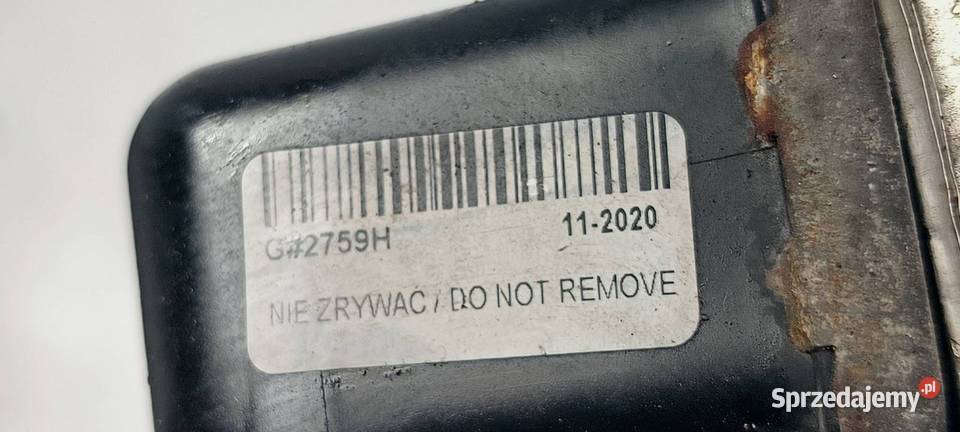 G#2759H 11-2020
NIE ZRYWAĆ / DO NOT REMOVE
Sprzedajemy.pl